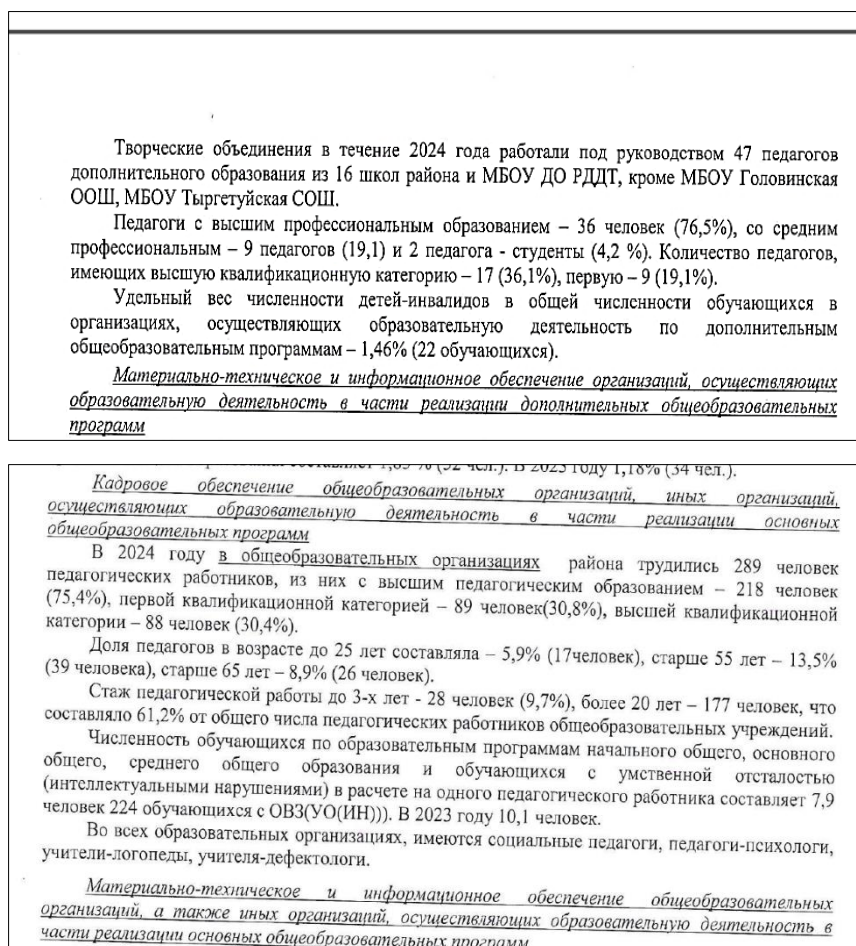 Творческие объединения в течение 2024 года работали под руководством 47 педагогов
дополнительного образования из 16 школ района и МБОУ ДО РДДТ, кроме МБОУ Головинская
ООШ, МБОУ Тыргетуйская СОШ.
Педагоги с высшим профессиональным образованием – 36 человек (76,5%), со средним
профессиональным – 9 педагогов (19,1) и 2 педагога - студенты (4,2 %). Количество педагогов,
имеющих высшую квалификационную категорию – 17 (36,1%), первую – 9 (19,1%).
Удельный вес численности детей-инвалидов в общей численности обучающихся в
организациях, осуществляющих образовательную деятельность по дополнительным
общеобразовательным программам – 1,46% (22 обучающихся).
Материально-техническое и информационное обеспечение организаций, осуществляющих
образовательную деятельность в части реализации дополнительных общеобразовательных
программ
составляет 1,83 % (52 чел.). В 2023 году 1,18% (34 чел.).
Кадровое обеспечение общеобразовательных организаций, иных организаций,
осуществляющих образовательную деятельность в части реализации основных
общеобразовательных программ
В 2024 году в общеобразовательных организациях района трудились 289 человек
педагогических работников, из них с высшим педагогическим образованием – 218 человек
(75,4%), первой квалификационной категорией – 89 человек(30,8%), высшей квалификационной
категории – 88 человек (30,4%).
Доля педагогов в возрасте до 25 лет составляла – 5,9% (17человек), старше 55 лет – 13,5%
(39 человека), старше 65 лет – 8,9% (26 человек).
Стаж педагогической работы до 3-х лет - 28 человек (9,7%), более 20 лет – 177 человек, что
составляло 61,2% от общего числа педагогических работников общеобразовательных учреждений.
Численность обучающихся по образовательным программам начального общего, основного
общего, среднего общего образования и обучающихся с умственной отсталостью
(интеллектуальными нарушениями) в расчете на одного педагогического работника составляет 7,9
человек 224 обучающихся с ОВЗ(УО(ИН))). В 2023 году 10,1 человек.
Во всех образовательных организациях, имеются социальные педагоги, педагоги-психологи,
учителя-логопеды, учителя-дефектологи.
Материально-техническое и информационное обеспечение общеобразовательных
организаций, а также иных организаций, осуществляющих образовательную деятельность в
части реализации основных общеобразовательных программ